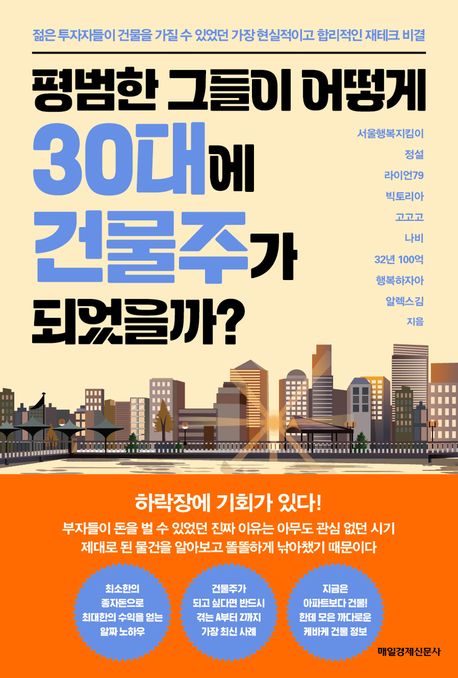 젊은 투자자들이 건물을 가질 수 있었던 가장 현실적이고 합리적인 재테크 비결
평범한 그들이 어떻게
30대에
건물주가
되었을까?
서울행복지킴이
정설
라이언79
빅토리아
고고고
나비
32년 100억
행복하자아
알렉스김
지음
하락장에 기회가 있다!
부자들이 돈을 벌 수 있었던 진짜 이유는 아무도 관심 없던 시기
제대로 된 물건을 알아보고 똘똘하게 낚아챘기 때문이다
최소한의
종잣돈으로
최대한의 수익을 얻는
알짜 노하우
건물주가
되고 싶다면 반드시
겪는 A부터 Z까지
가장 최신 사례
지금은
아파트보다 건물!
한데 모은 까다로운
케바케 건물 정보
매일경제신문사